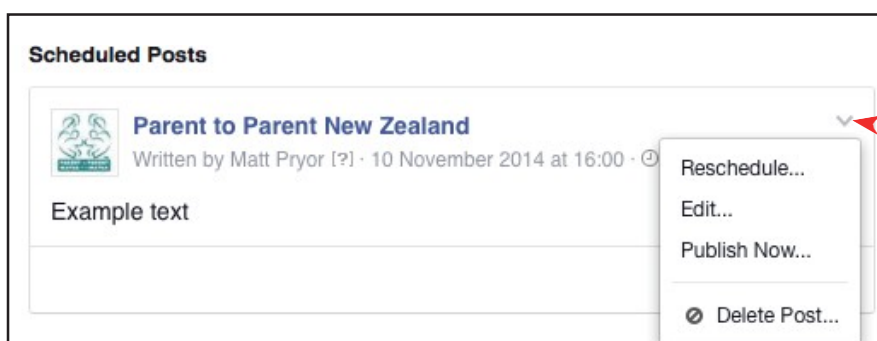 Scheduled Posts
Parent to Parent New Zealand
Written by Matt Pryor [?] · 10 November 2014 at 16:00 ·
Example text
Reschedule...
Edit...
Publish Now...
Delete Post...